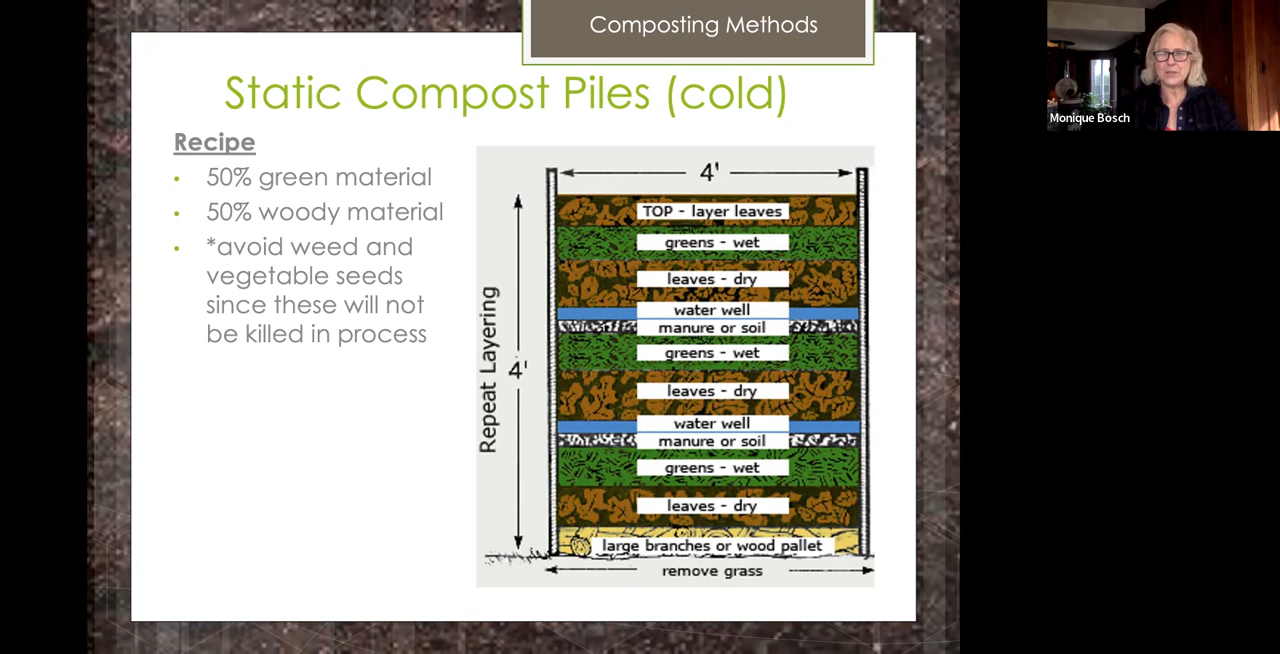 Composting Methods
Static Compost Piles (cold)
Recipe
• 50% green material
• 50% woody material
• *avoid weed and
vegetable seeds
since these will not
be killed in process
4'
TOP - layer leaves
greens - wet
leaves - dry
water well
manure or soil
greens - wet
leaves - dry
water well
manure or soil
greens - wet
leaves - dry
large branches or wood pallet
remove grass
Repeat Layering
4'
Monique Bosch